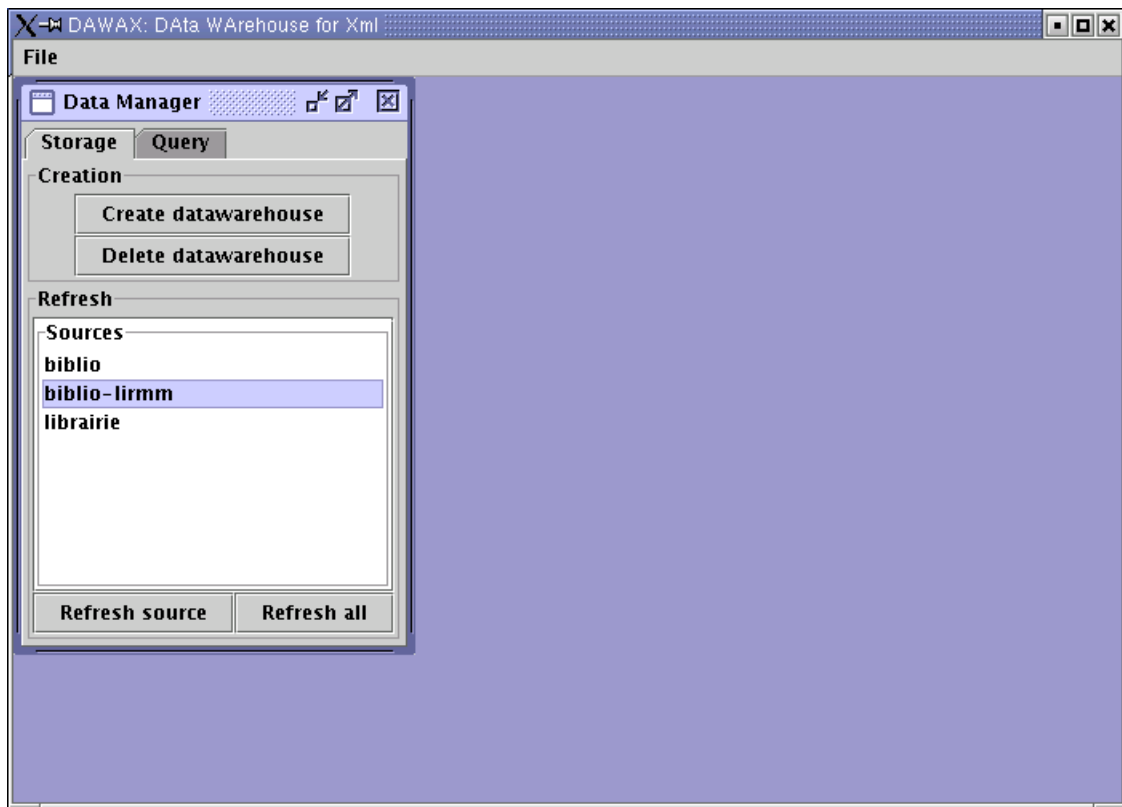 DAWAX: DAta WArehouse for Xml
File
Data Manager
Storage Query
Creation
Create datawarehouse
Delete datawarehouse
Refresh
Sources
biblio
biblio-lirmm
librairie
Refresh source Refresh all